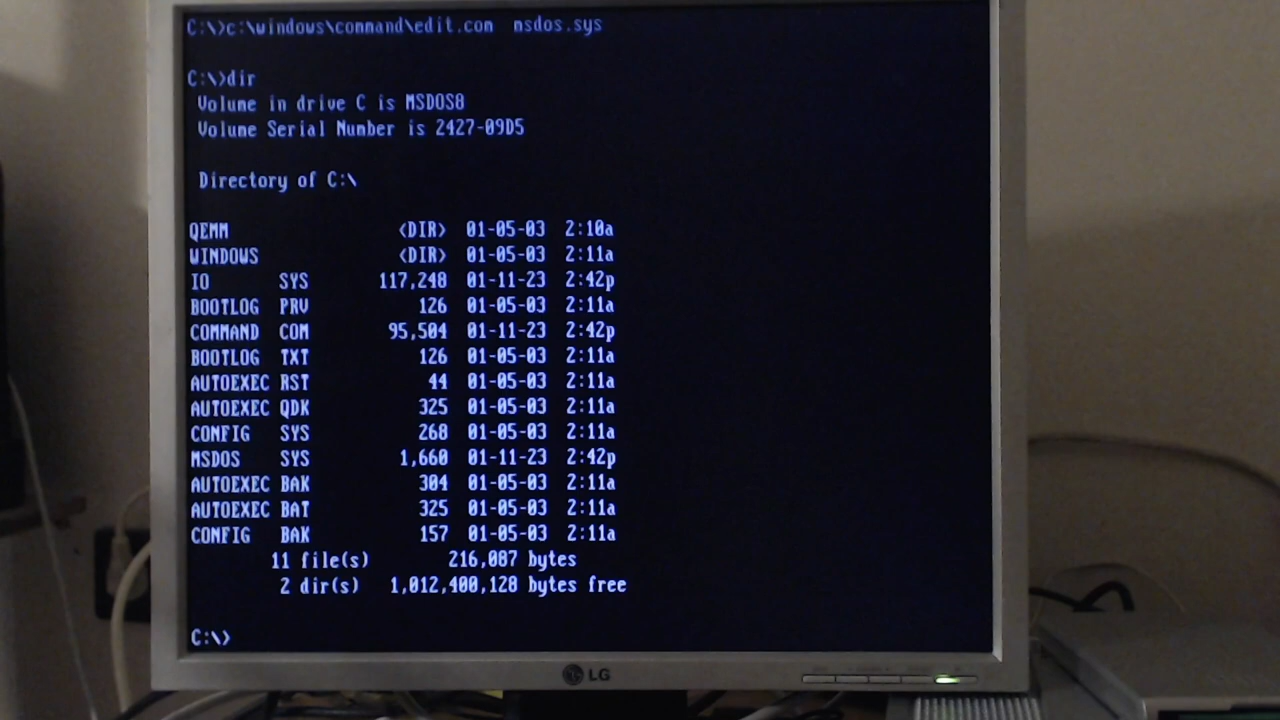 C:\>c:\windows\command\edit.com  msdos.sys
C:\>dir
 Volume in drive C is MSDOS8
 Volume Serial Number is 2427-09D5
 Directory of C:\
QEMM                 <DIR>  01-05-03  2:10a
WINDOWS              <DIR>  01-05-03  2:11a
IO       SYS       117,248  01-11-23  2:42p
BOOTLOG  PRV           126  01-05-03  2:11a
COMMAND  COM        95,504  01-11-23  2:42p
BOOTLOG  TXT           126  01-05-03  2:11a
AUTOEXEC RST            44  01-05-03  2:11a
AUTOEXEC QDK           325  01-05-03  2:11a
CONFIG   SYS           268  01-05-03  2:11a
MSDOS    SYS         1,660  01-11-23  2:42p
AUTOEXEC BAK           304  01-05-03  2:11a
AUTOEXEC BAT           325  01-05-03  2:11a
CONFIG   BAK           157  01-05-03  2:11a
        11 file(s)        216,087 bytes
         2 dir(s)   1,012,400,128 bytes free
C:\>
LG